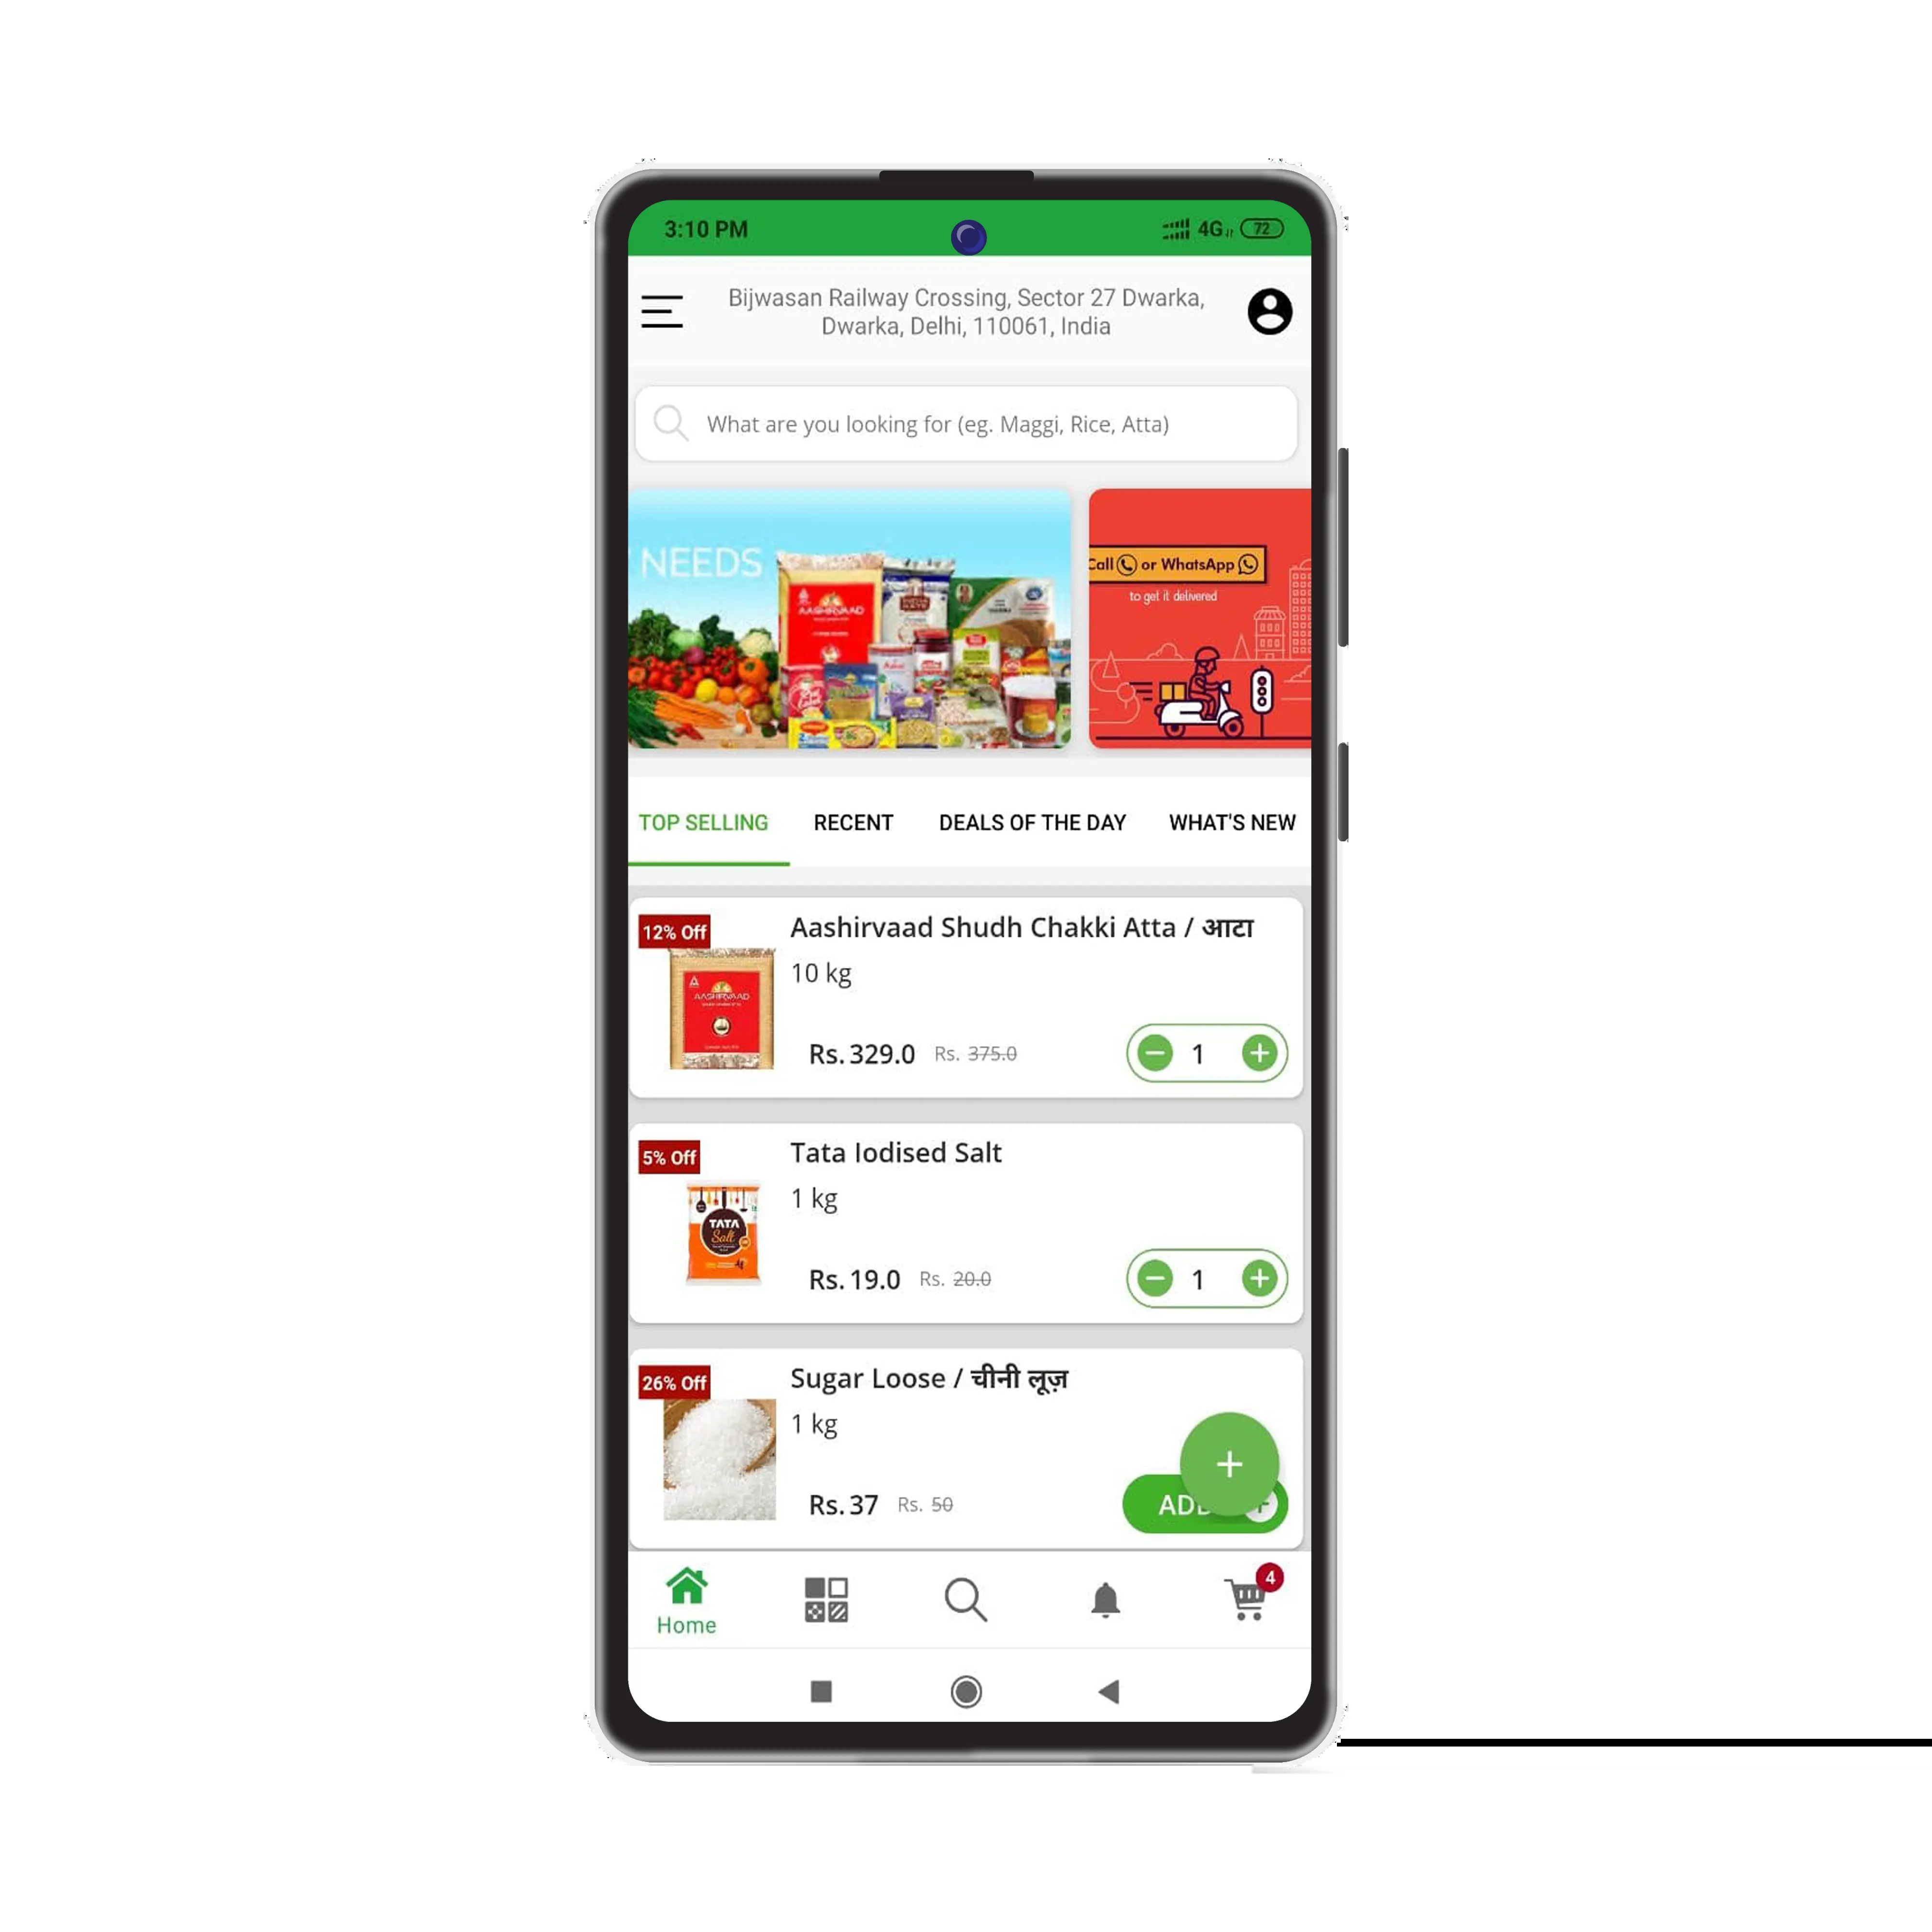 3:10 PM
4G
72
Bijwasan Railway Crossing, Sector 27 Dwarka,
Dwarka, Delhi, 110061, India
What are you looking for (eg. Maggi, Rice, Atta)
NEEDS
AASHIRVAAD
Call or WhatsApp
to get it delivered
TOP SELLING RECENT DEALS OF THE DAY WHAT'S NEW
12% Off
Aashirvaad Shudh Chakki Atta / आटा
10 kg
AASHIRVAAD
Rs. 329.0 Rs. 375.0
1
5% Off
Tata Iodised Salt
1 kg
TATA
Salt
Rs. 19.0 Rs. 20.0
1
26% Off
Sugar Loose / चीनी लूज़
1 kg
Rs. 37 Rs. 50
4
Home